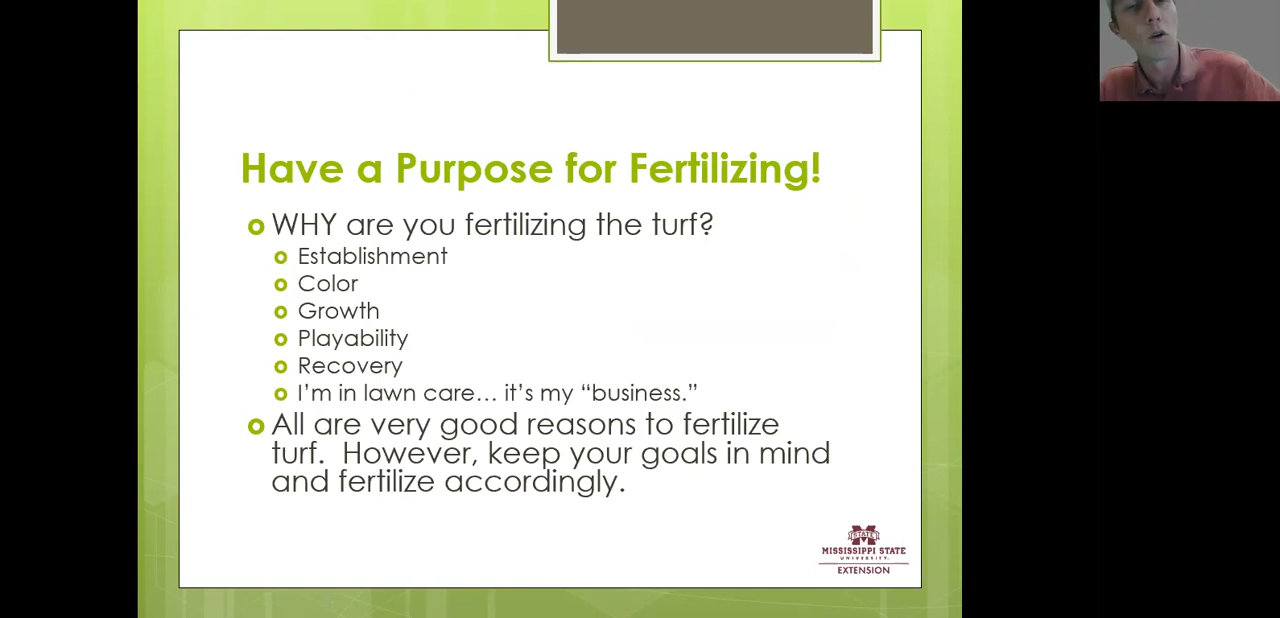 Have a Purpose for Fertilizing!
WHY are you fertilizing the turf?
Establishment
Color
Growth
Playability
Recovery
I’m in lawn care… it’s my “business.”
All are very good reasons to fertilize
turf.  However, keep your goals in mind
and fertilize accordingly.
STATE
MISSISSIPPI STATE
UNIVERSITY
EXTENSION